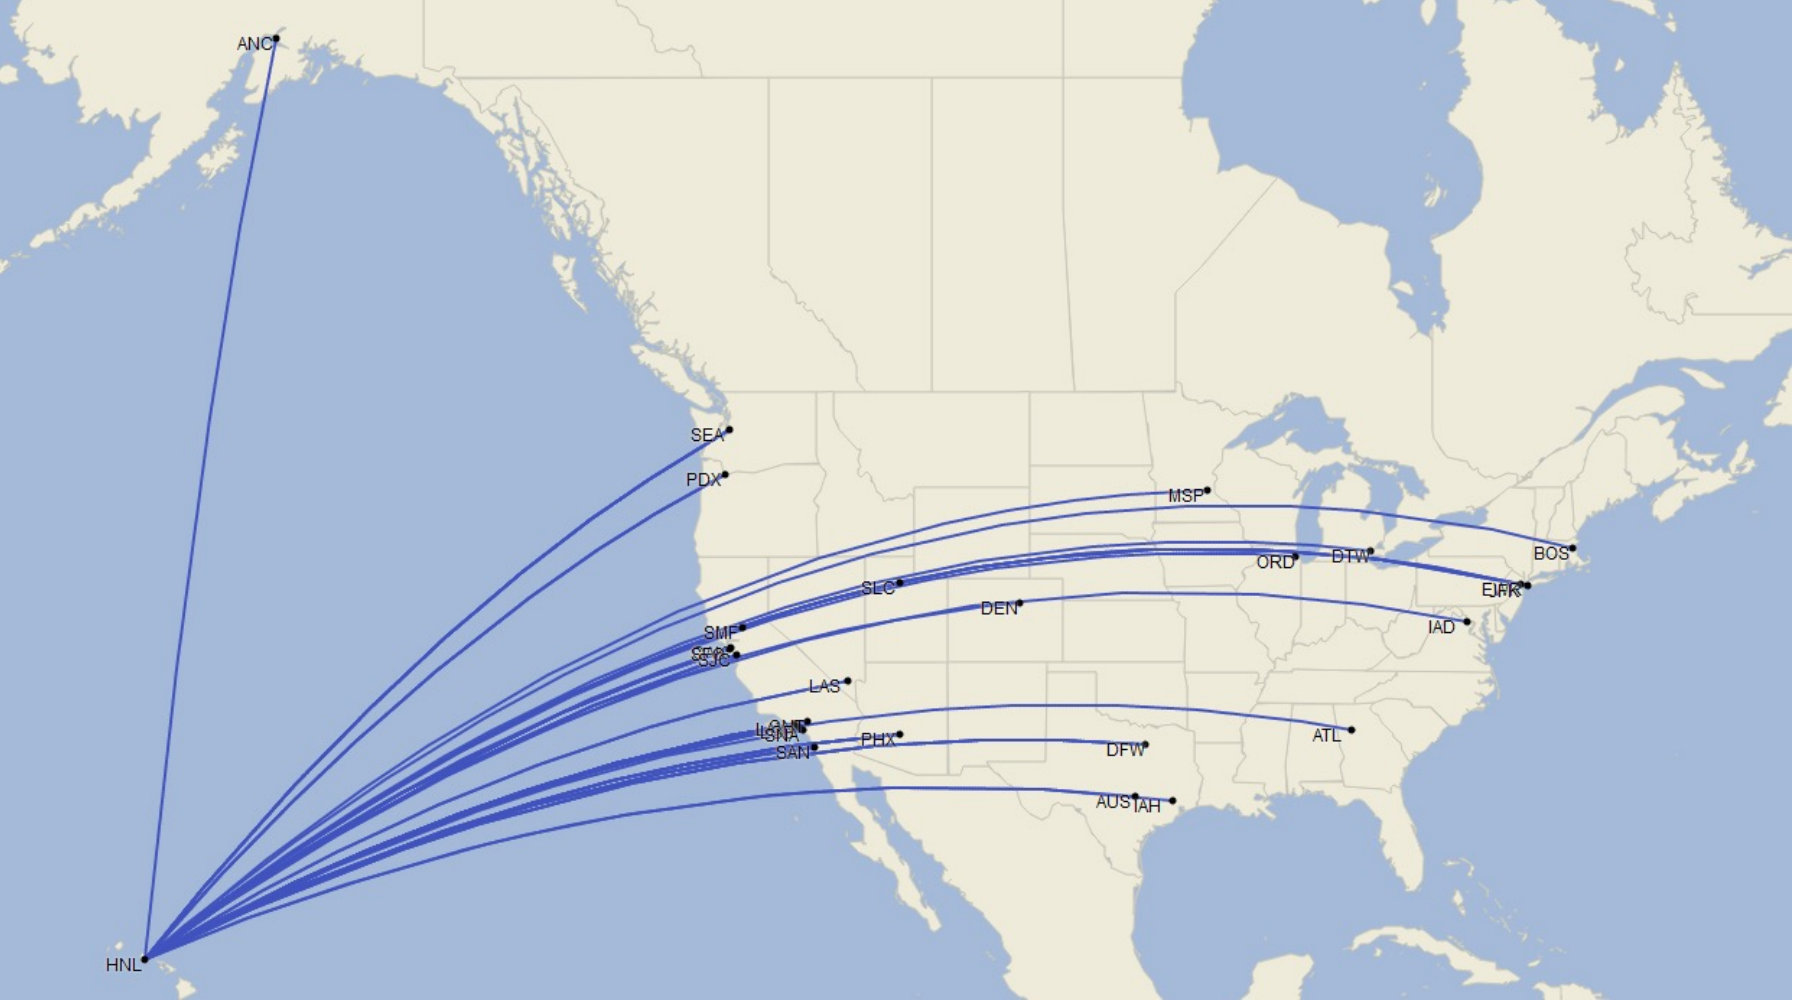 ANC
SEA
PDX
MSP
BOS
ORD
DTW
SLC
JFK
DEN
SMF
IAD
SJC
LAS
SNA
ATL
PHX
SAN
DFW
AUS
IAH
HNL